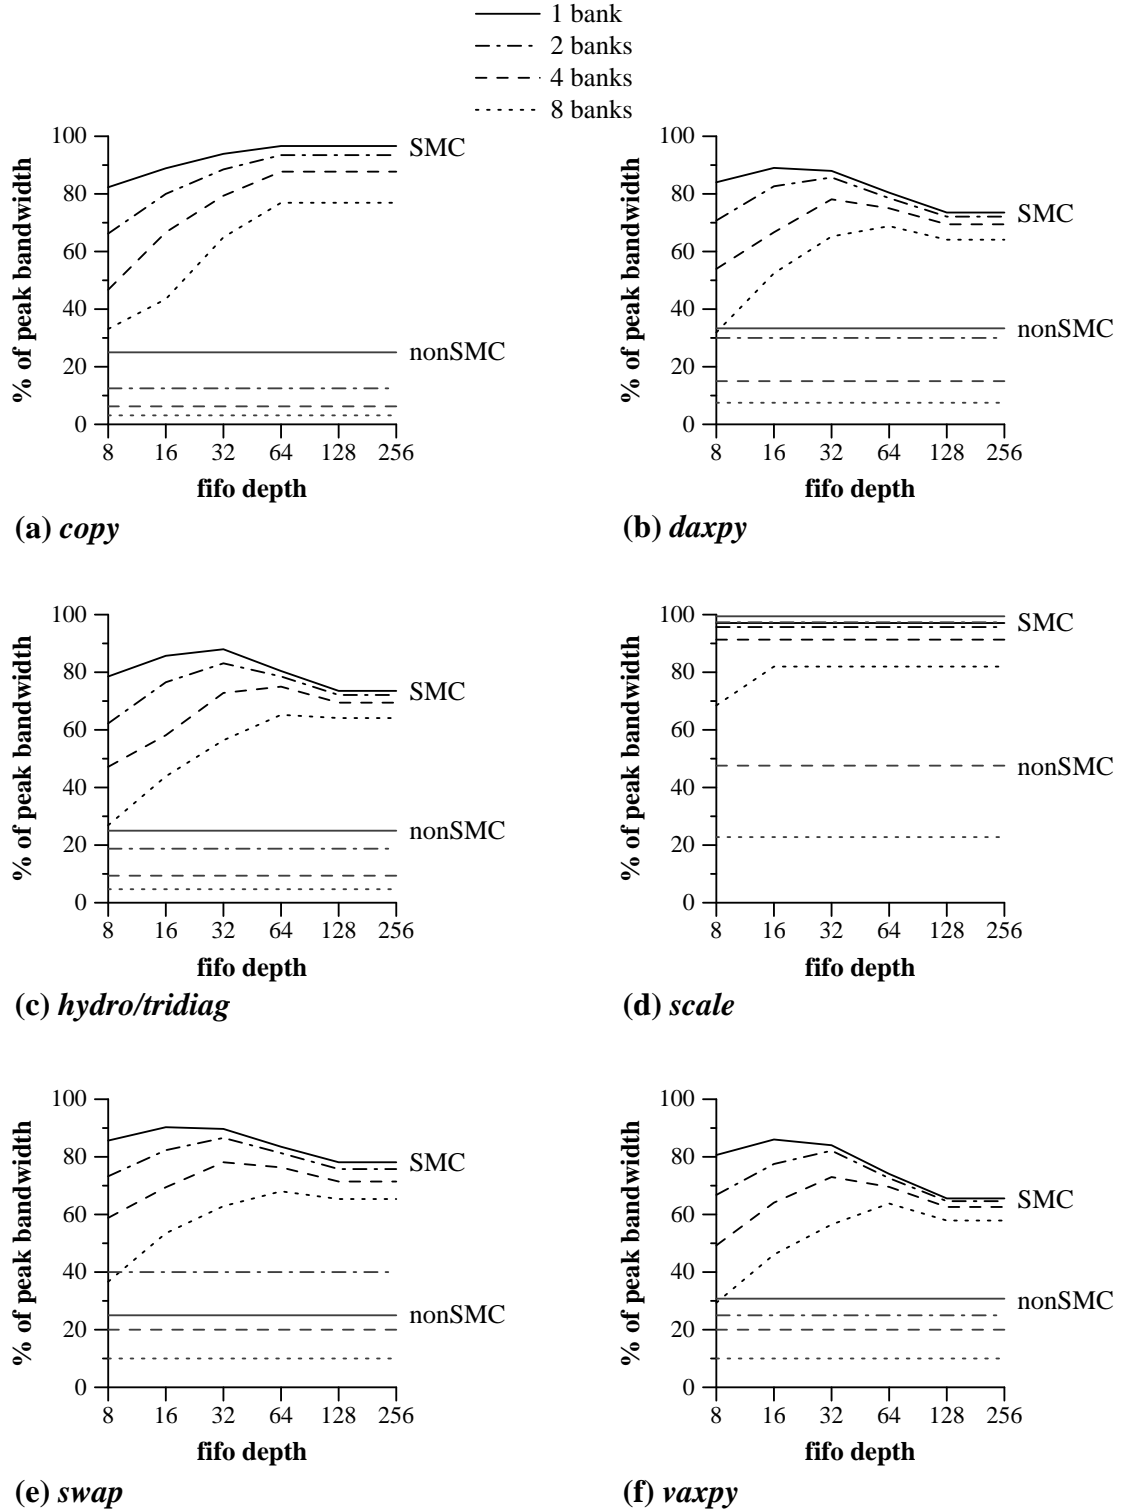 1 bank
2 banks
4 banks
8 banks
100
80
60
40
20
0
% of peak bandwidth
SMC
nonSMC
8 16 32 64 128 256
fifo depth
(a) copy
100
80
60
40
20
0
% of peak bandwidth
SMC
nonSMC
8 16 32 64 128 256
fifo depth
(b) daxpy
100
80
60
40
20
0
% of peak bandwidth
SMC
nonSMC
8 16 32 64 128 256
fifo depth
(c) hydro/tridiag
100
80
60
40
20
0
% of peak bandwidth
SMC
nonSMC
8 16 32 64 128 256
fifo depth
(d) scale
100
80
60
40
20
0
% of peak bandwidth
SMC
nonSMC
8 16 32 64 128 256
fifo depth
(e) swap
100
80
60
40
20
0
% of peak bandwidth
SMC
nonSMC
8 16 32 64 128 256
fifo depth
(f) vaxpy